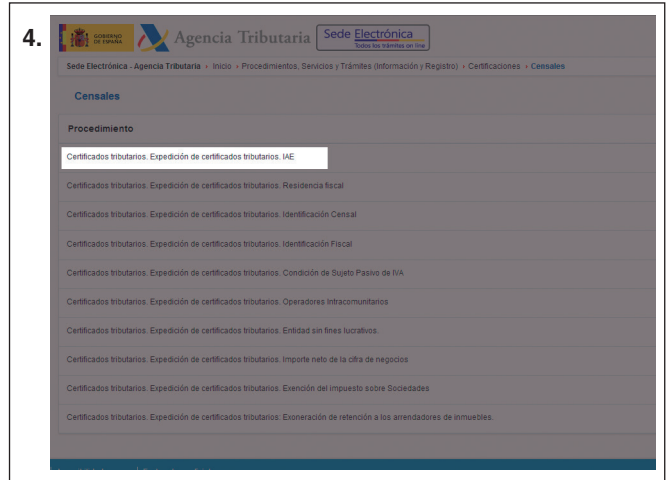 4.
GOBIERNO
DE ESPAÑA
Agencia Tributaria
Sede Electrónica
Todos los trámites on line
Sede Electrónica - Agencia Tributaria › Inicio › Procedimientos, Servicios y Trámites (Información y Registro) › Certificaciones › Censales
Censales
Procedimiento
Certificados tributarios. Expedición de certificados tributarios. IAE
Certificados tributarios. Expedición de certificados tributarios. Residencia fiscal
Certificados tributarios. Expedición de certificados tributarios. Identificación Censal
Certificados tributarios. Expedición de certificados tributarios. Identificación Fiscal
Certificados tributarios. Expedición de certificados tributarios. Condición de Sujeto Pasivo de IVA
Certificados tributarios. Expedición de certificados tributarios. Operadores Intracomunitarios
Certificados tributarios. Expedición de certificados tributarios. Entidad sin fines lucrativos.
Certificados tributarios. Expedición de certificados tributarios. Importe neto de la cifra de negocios
Certificados tributarios. Expedición de certificados tributarios. Exención del impuesto sobre Sociedades
Certificados tributarios. Expedición de certificados tributarios: Exoneración de retención a los arrendadores de inmuebles.